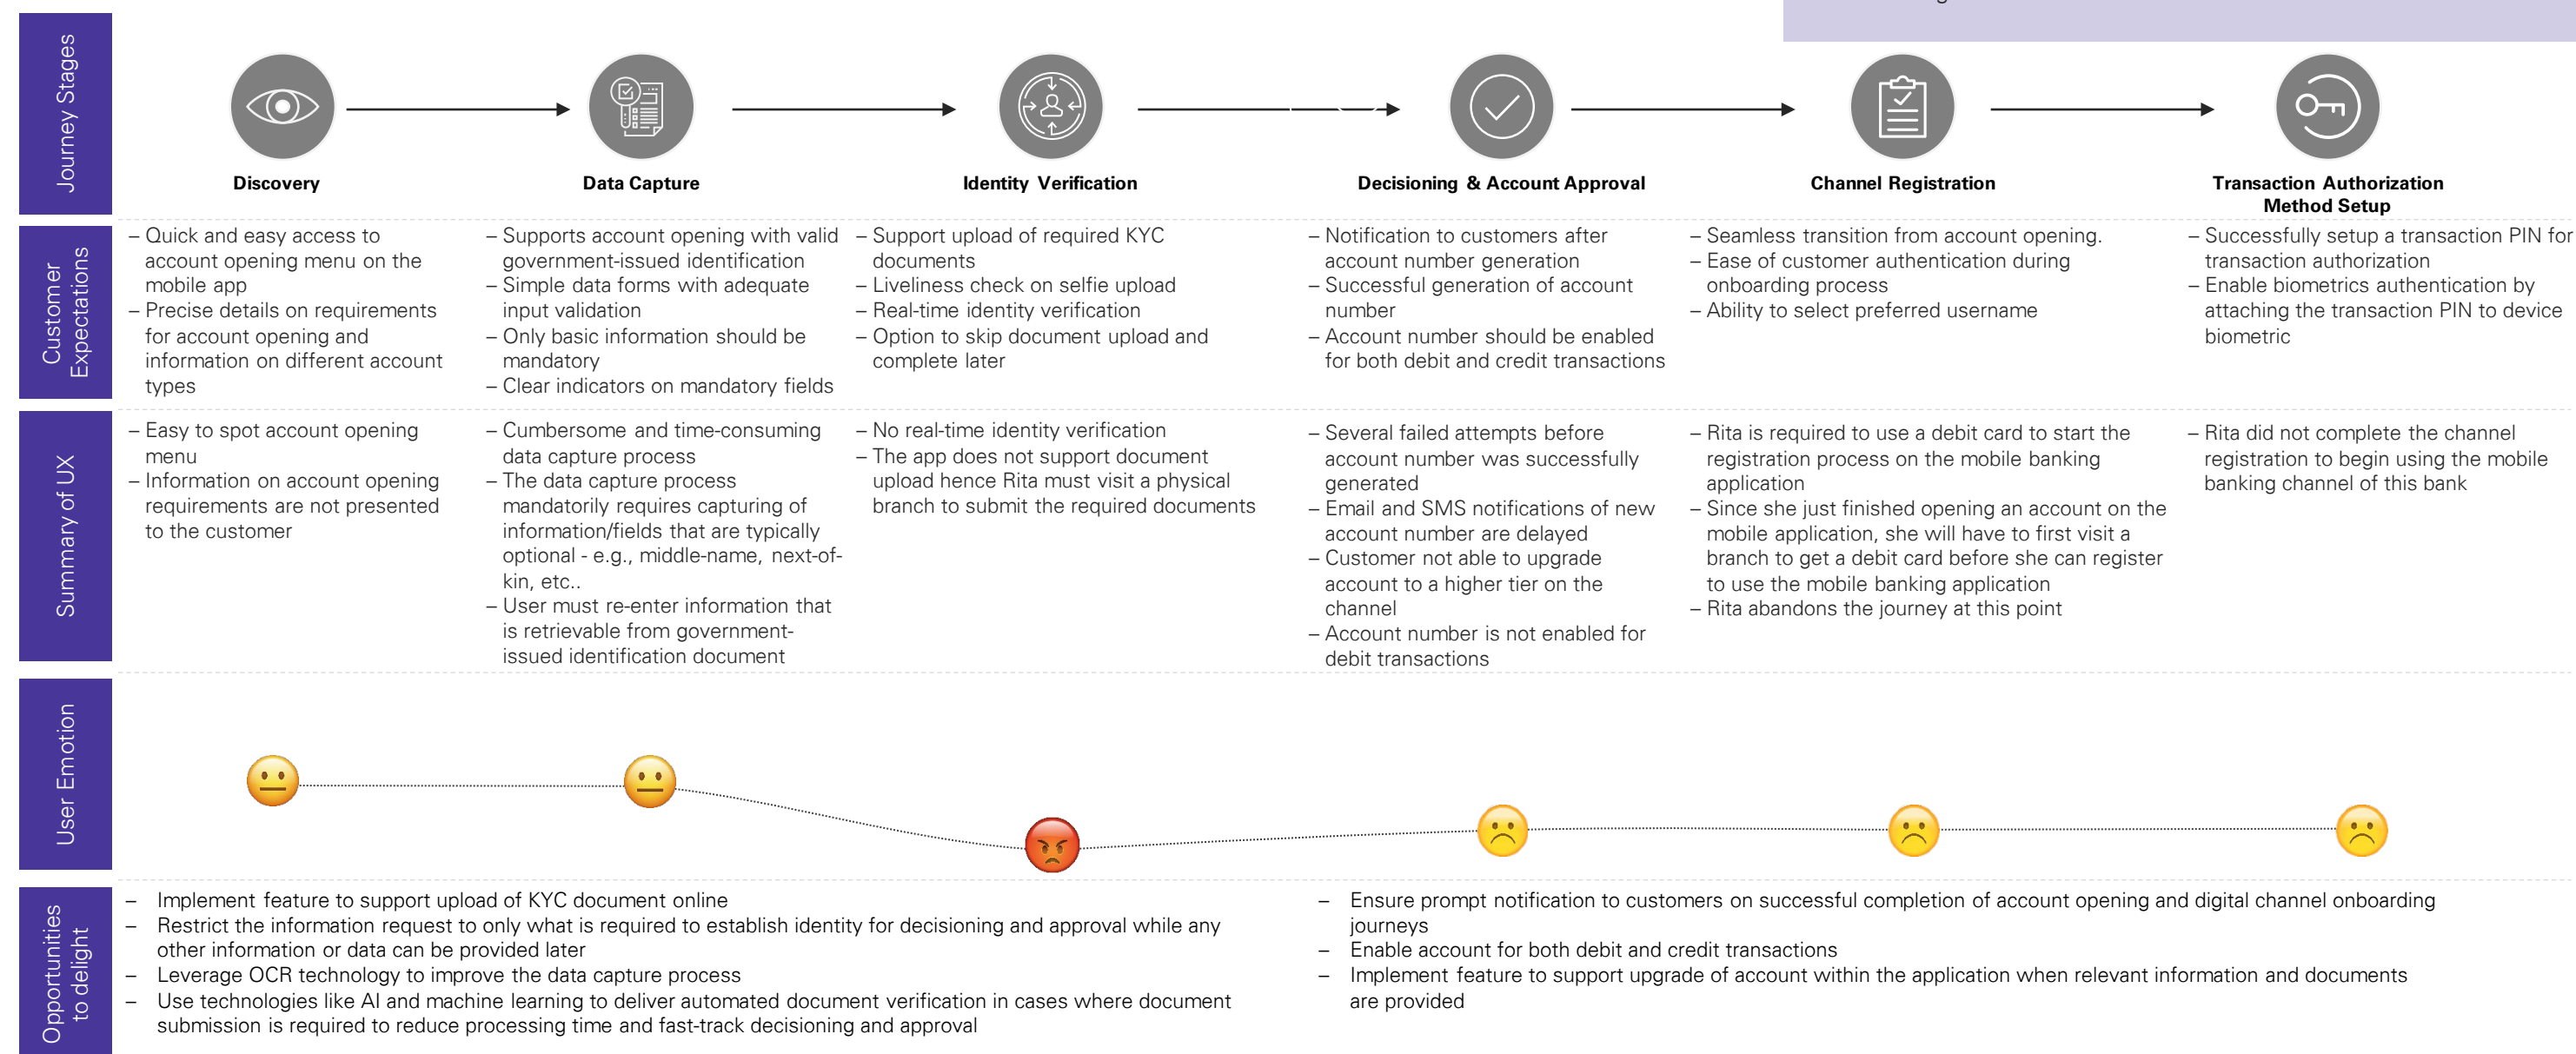 Journey Stages
Discovery
Data Capture
Identity Verification
Decisioning & Account Approval
Channel Registration
Transaction Authorization
Method Setup
Customer
Expectations
– Quick and easy access to
account opening menu on the
mobile app
– Precise details on requirements
for account opening and
information on different account
types
– Supports account opening with valid
government-issued identification
– Simple data forms with adequate
input validation
– Only basic information should be
mandatory
– Clear indicators on mandatory fields
– Support upload of required KYC
documents
– Liveliness check on selfie upload
– Real-time identity verification
– Option to skip document upload and
complete later
– Notification to customers after
account number generation
– Successful generation of account
number
– Account number should be enabled
for both debit and credit transactions
– Seamless transition from account opening.
– Ease of customer authentication during
onboarding process
– Ability to select preferred username
– Successfully setup a transaction PIN for
transaction authorization
– Enable biometrics authentication by
attaching the transaction PIN to device
biometric
Summary of UX
– Easy to spot account opening
menu
– Information on account opening
requirements are not presented
to the customer
– Cumbersome and time-consuming
data capture process
– The data capture process
mandatorily requires capturing of
information/fields that are typically
optional - e.g., middle-name, next-of-
kin, etc..
– User must re-enter information that
is retrievable from government-
issued identification document
– No real-time identity verification
– The app does not support document
upload hence Rita must visit a physical
branch to submit the required documents
– Several failed attempts before
account number was successfully
generated
– Email and SMS notifications of new
account number are delayed
– Customer not able to upgrade
account to a higher tier on the
channel
– Account number is not enabled for
debit transactions
– Rita is required to use a debit card to start the
registration process on the mobile banking
application
– Since she just finished opening an account on the
mobile application, she will have to first visit a
branch to get a debit card before she can register
to use the mobile banking application
– Rita abandons the journey at this point
– Rita did not complete the channel
registration to begin using the mobile
banking channel of this bank
User Emotion
Opportunities
to delight
– Implement feature to support upload of KYC document online
– Restrict the information request to only what is required to establish identity for decisioning and approval while any
other information or data can be provided later
– Leverage OCR technology to improve the data capture process
– Use technologies like AI and machine learning to deliver automated document verification in cases where document
submission is required to reduce processing time and fast-track decisioning and approval
– Ensure prompt notification to customers on successful completion of account opening and digital channel onboarding
journeys
– Enable account for both debit and credit transactions
– Implement feature to support upgrade of account within the application when relevant information and documents
are provided